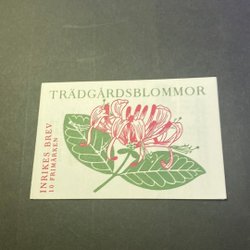 TRÄDGÅRDSBLOMMOR
INRIKES BREV
10 FRIMÄRKEN